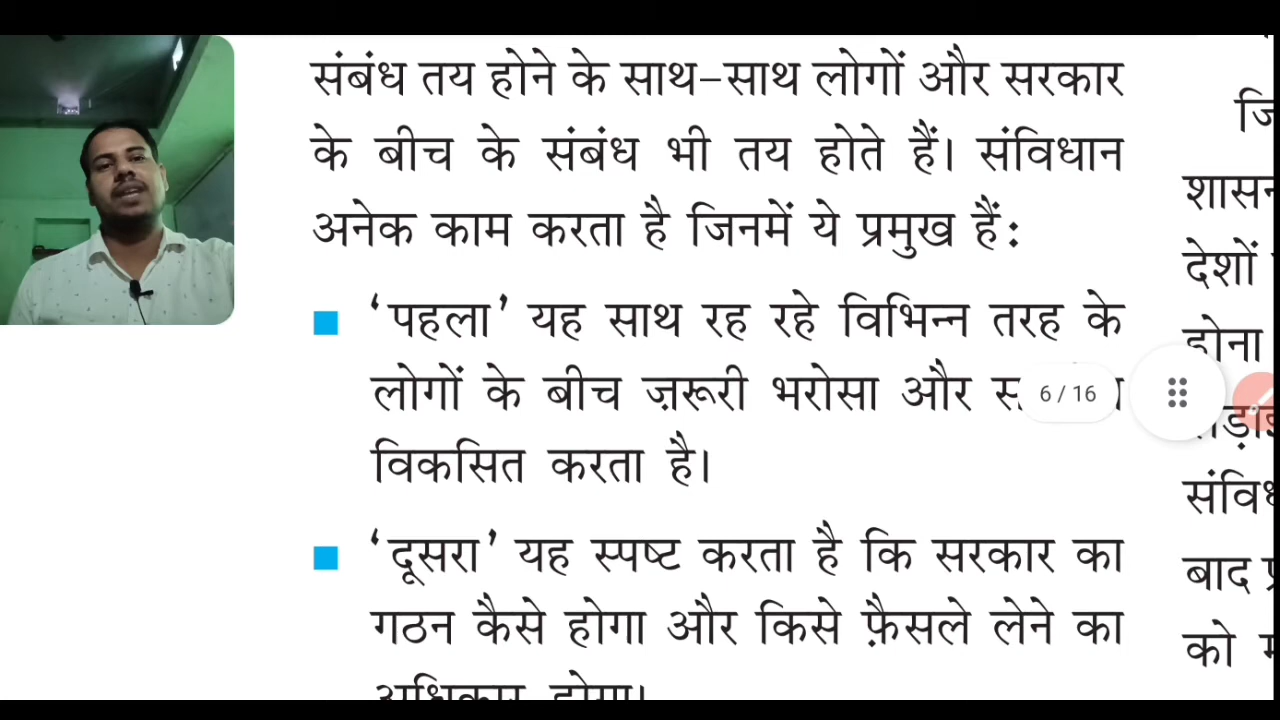 संबंध तय होने के साथ-साथ लोगों और सरकार
के बीच के संबंध भी तय होते हैं। संविधान
अनेक काम करता है जिनमें ये प्रमुख हैं:
'पहला' यह साथ रह रहे विभिन्न तरह के
लोगों के बीच ज़रूरी भरोसा और
विकसित करता है।
'दूसरा' यह स्पष्ट करता है कि सरकार का
गठन कैसे होगा और किसे फ़ैसले लेने का
अधिकार होगा।
6 / 16
देशों
होना
बाद
को